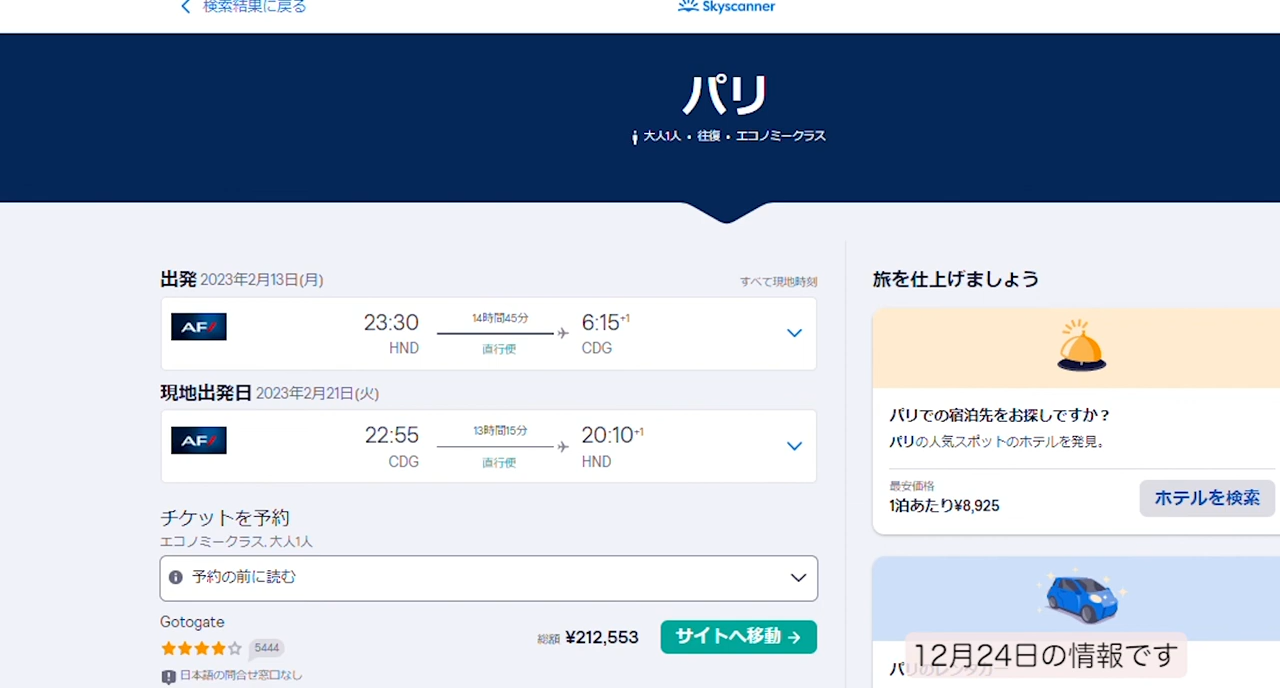 検索結果に戻る
Skyscanner
パリ
大人1人 • 往復 • エコノミークラス
出発 2023年2月13日(月)
すべて現地時刻
AF
23:30
14時間45分
6:15+1
HND
直行便
CDG
現地出発日 2023年2月21日(火)
AF
22:55
13時間15分
20:10+1
CDG
直行便
HND
チケットを予約
エコノミークラス, 大人1人
予約の前に読む
Gotogate
5444
日本語の問合せ窓口なし
総額 ¥212,553
サイトへ移動 →
旅を仕上げましょう
パリでの宿泊先をお探しですか？
パリの人気スポットのホテルを発見。
最安価格
1泊あたり¥8,925
ホテルを検索
パリのレンタカー
12月24日の情報です